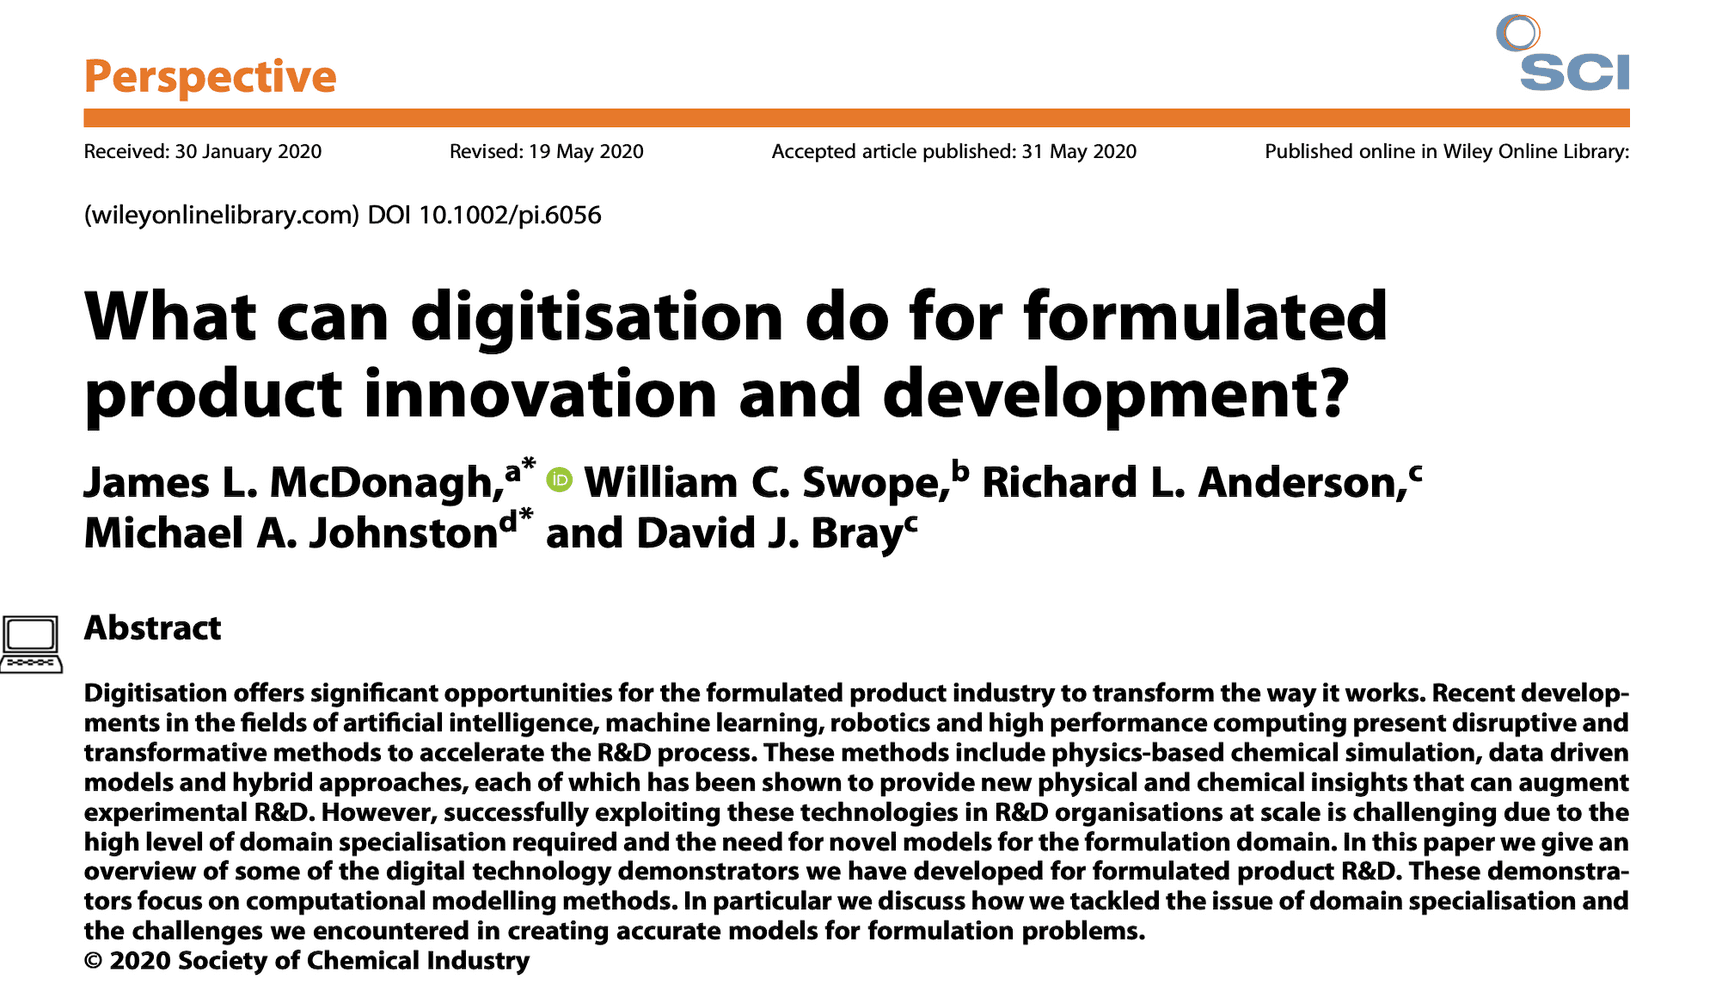 SCI
Perspective
Received: 30 January 2020 Revised: 19 May 2020 Accepted article published: 31 May 2020 Published online in Wiley Online Library:
(wileyonlinelibrary.com) DOI 10.1002/pi.6056
What can digitisation do for formulated
product innovation and development?
James L. McDonagh,a* iD William C. Swope,b Richard L. Anderson,c
Michael A. Johnstond* and David J. Brayc
Abstract
Digitisation offers significant opportunities for the formulated product industry to transform the way it works. Recent develop-
ments in the fields of artificial intelligence, machine learning, robotics and high performance computing present disruptive and
transformative methods to accelerate the R&D process. These methods include physics-based chemical simulation, data driven
models and hybrid approaches, each of which has been shown to provide new physical and chemical insights that can augment
experimental R&D. However, successfully exploiting these technologies in R&D organisations at scale is challenging due to the
high level of domain specialisation required and the need for novel models for the formulation domain. In this paper we give an
overview of some of the digital technology demonstrators we have developed for formulated product R&D. These demonstra-
tors focus on computational modelling methods. In particular we discuss how we tackled the issue of domain specialisation and
the challenges we encountered in creating accurate models for formulation problems.
© 2020 Society of Chemical Industry